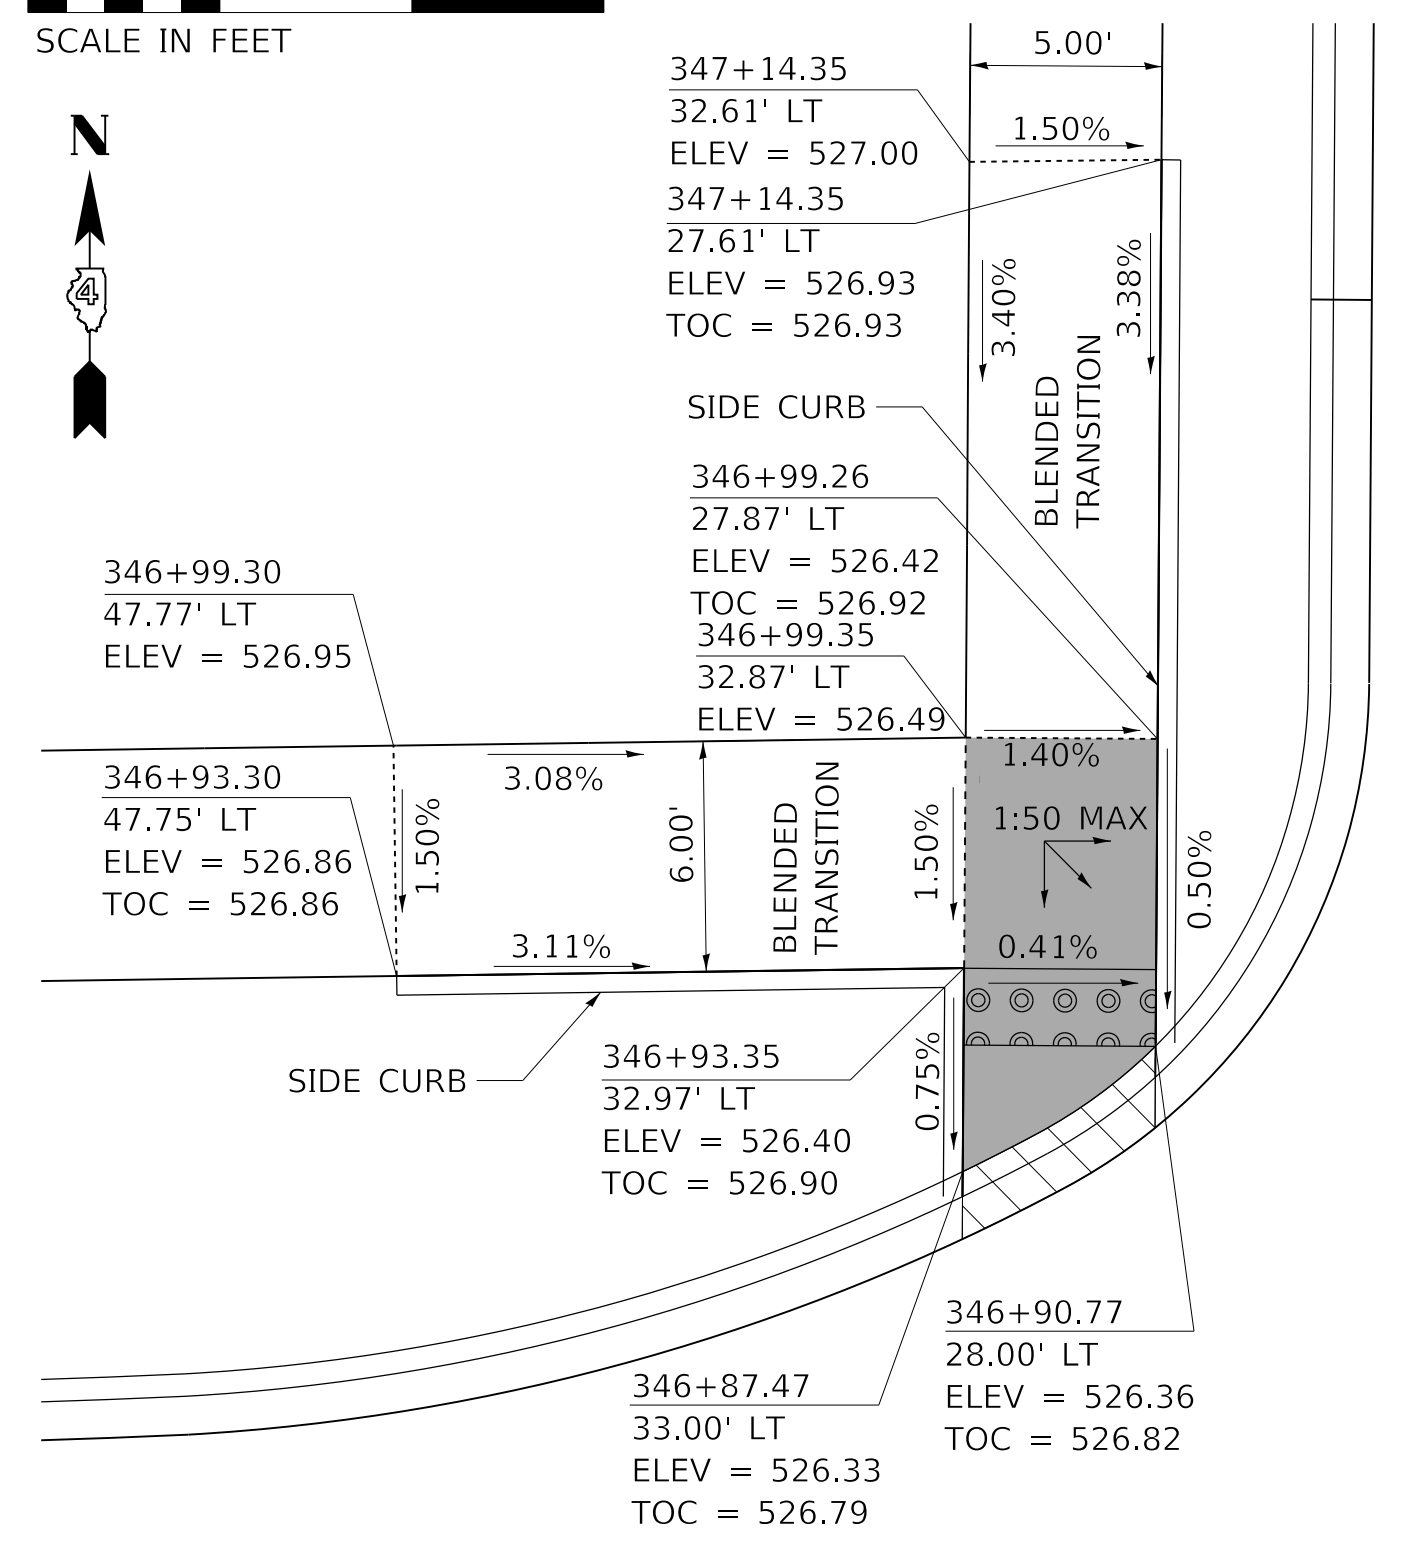 SCALE IN FEET
N
4
5.00'
347+14.35
32.61' LT
ELEV = 527.00
1.50%
347+14.35
27.61' LT
ELEV = 526.93
TOC = 526.93
3.40%
3.38%
BLENDED
TRANSITION
SIDE CURB
346+99.26
27.87' LT
ELEV = 526.42
TOC = 526.92
346+99.30
47.77' LT
ELEV = 526.95
346+99.35
32.87' LT
ELEV = 526.49
346+93.30
47.75' LT
ELEV = 526.86
TOC = 526.86
1.50%
3.08%
6.00'
BLENDED
TRANSITION
1.50%
1.40%
1:50 MAX
0.50%
3.11%
0.41%
SIDE CURB
346+93.35
32.97' LT
ELEV = 526.40
TOC = 526.90
0.75%
346+90.77
28.00' LT
ELEV = 526.36
TOC = 526.82
346+87.47
33.00' LT
ELEV = 526.33
TOC = 526.79